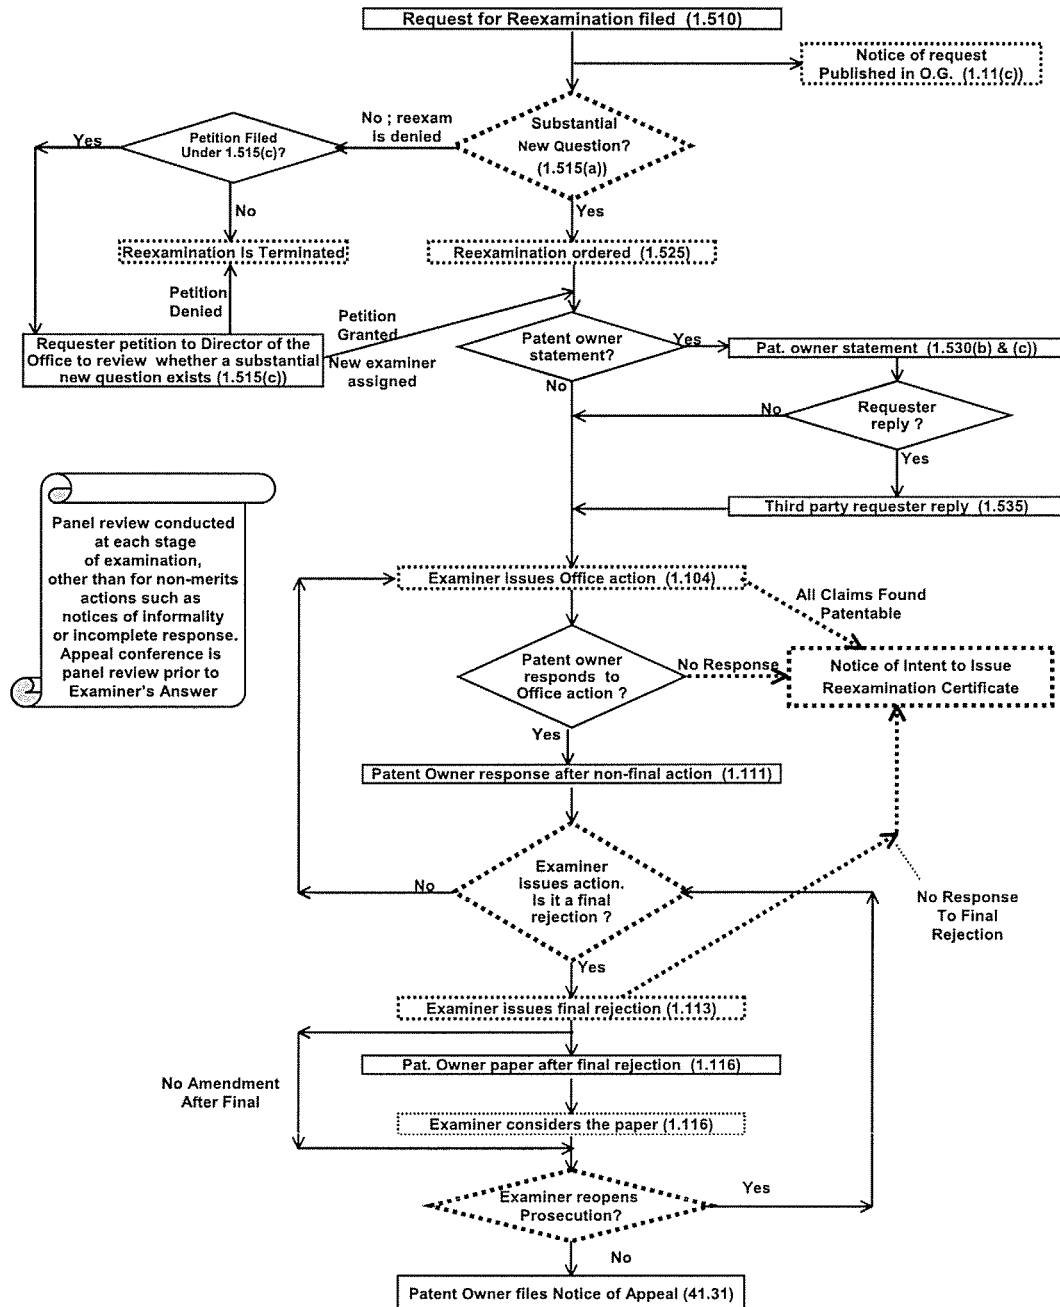 Request for Reexamination filed (1.510)
Notice of request
Published in O.G. (1.11(c))
No ; reexam
is denied
Substantial
New Question?
(1.515(a))
Yes
Petition Filed
Under 1.515(c)?
No
Yes
Reexamination Is Terminated
Reexamination ordered (1.525)
Petition
Denied
Petition
Granted
New examiner
assigned
Requester petition to Director of the
Office to review whether a substantial
new question exists (1.515(c))
Patent owner
statement?
Yes
Pat. owner statement (1.530(b) & (c))
No
No
Requester
reply ?
Yes
Third party requester reply (1.535)
Panel review conducted
at each stage
of examination,
other than for non-merits
actions such as
notices of informality
or incomplete response.
Appeal conference is
panel review prior to
Examiner's Answer
Examiner issues Office action (1.104)
All Claims Found
Patentable
Patent owner
responds to
Office action ?
No Response
Notice of Intent to Issue
Reexamination Certificate
Yes
Patent Owner response after non-final action (1.111)
Examiner
issues action.
Is it a final
rejection ?
No
No Response
To Final
Rejection
Yes
Examiner issues final rejection (1.113)
Pat. Owner paper after final rejection (1.116)
No Amendment
After Final
Examiner considers the paper (1.116)
Examiner reopens
Prosecution?
Yes
No
Patent Owner files Notice of Appeal (41.31)